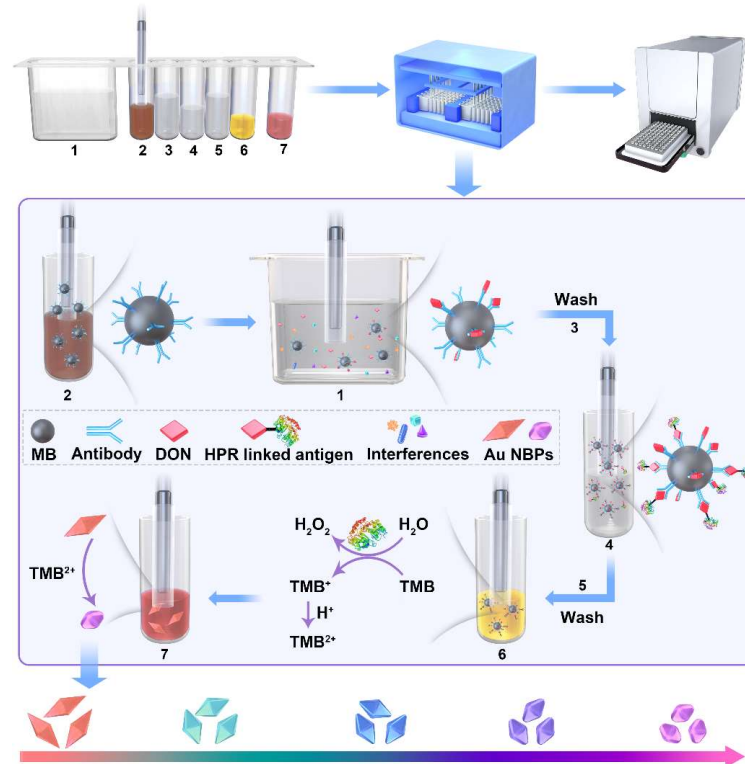 1 2 3 4 5 6 7
2
1
Wash
3
MB Antibody DON HPR linked antigen Interferences Au NBPs
4
TMB²⁺
7
H₂O₂ H₂O
TMB⁺ TMB
H⁺
TMB²⁺
5
Wash
6